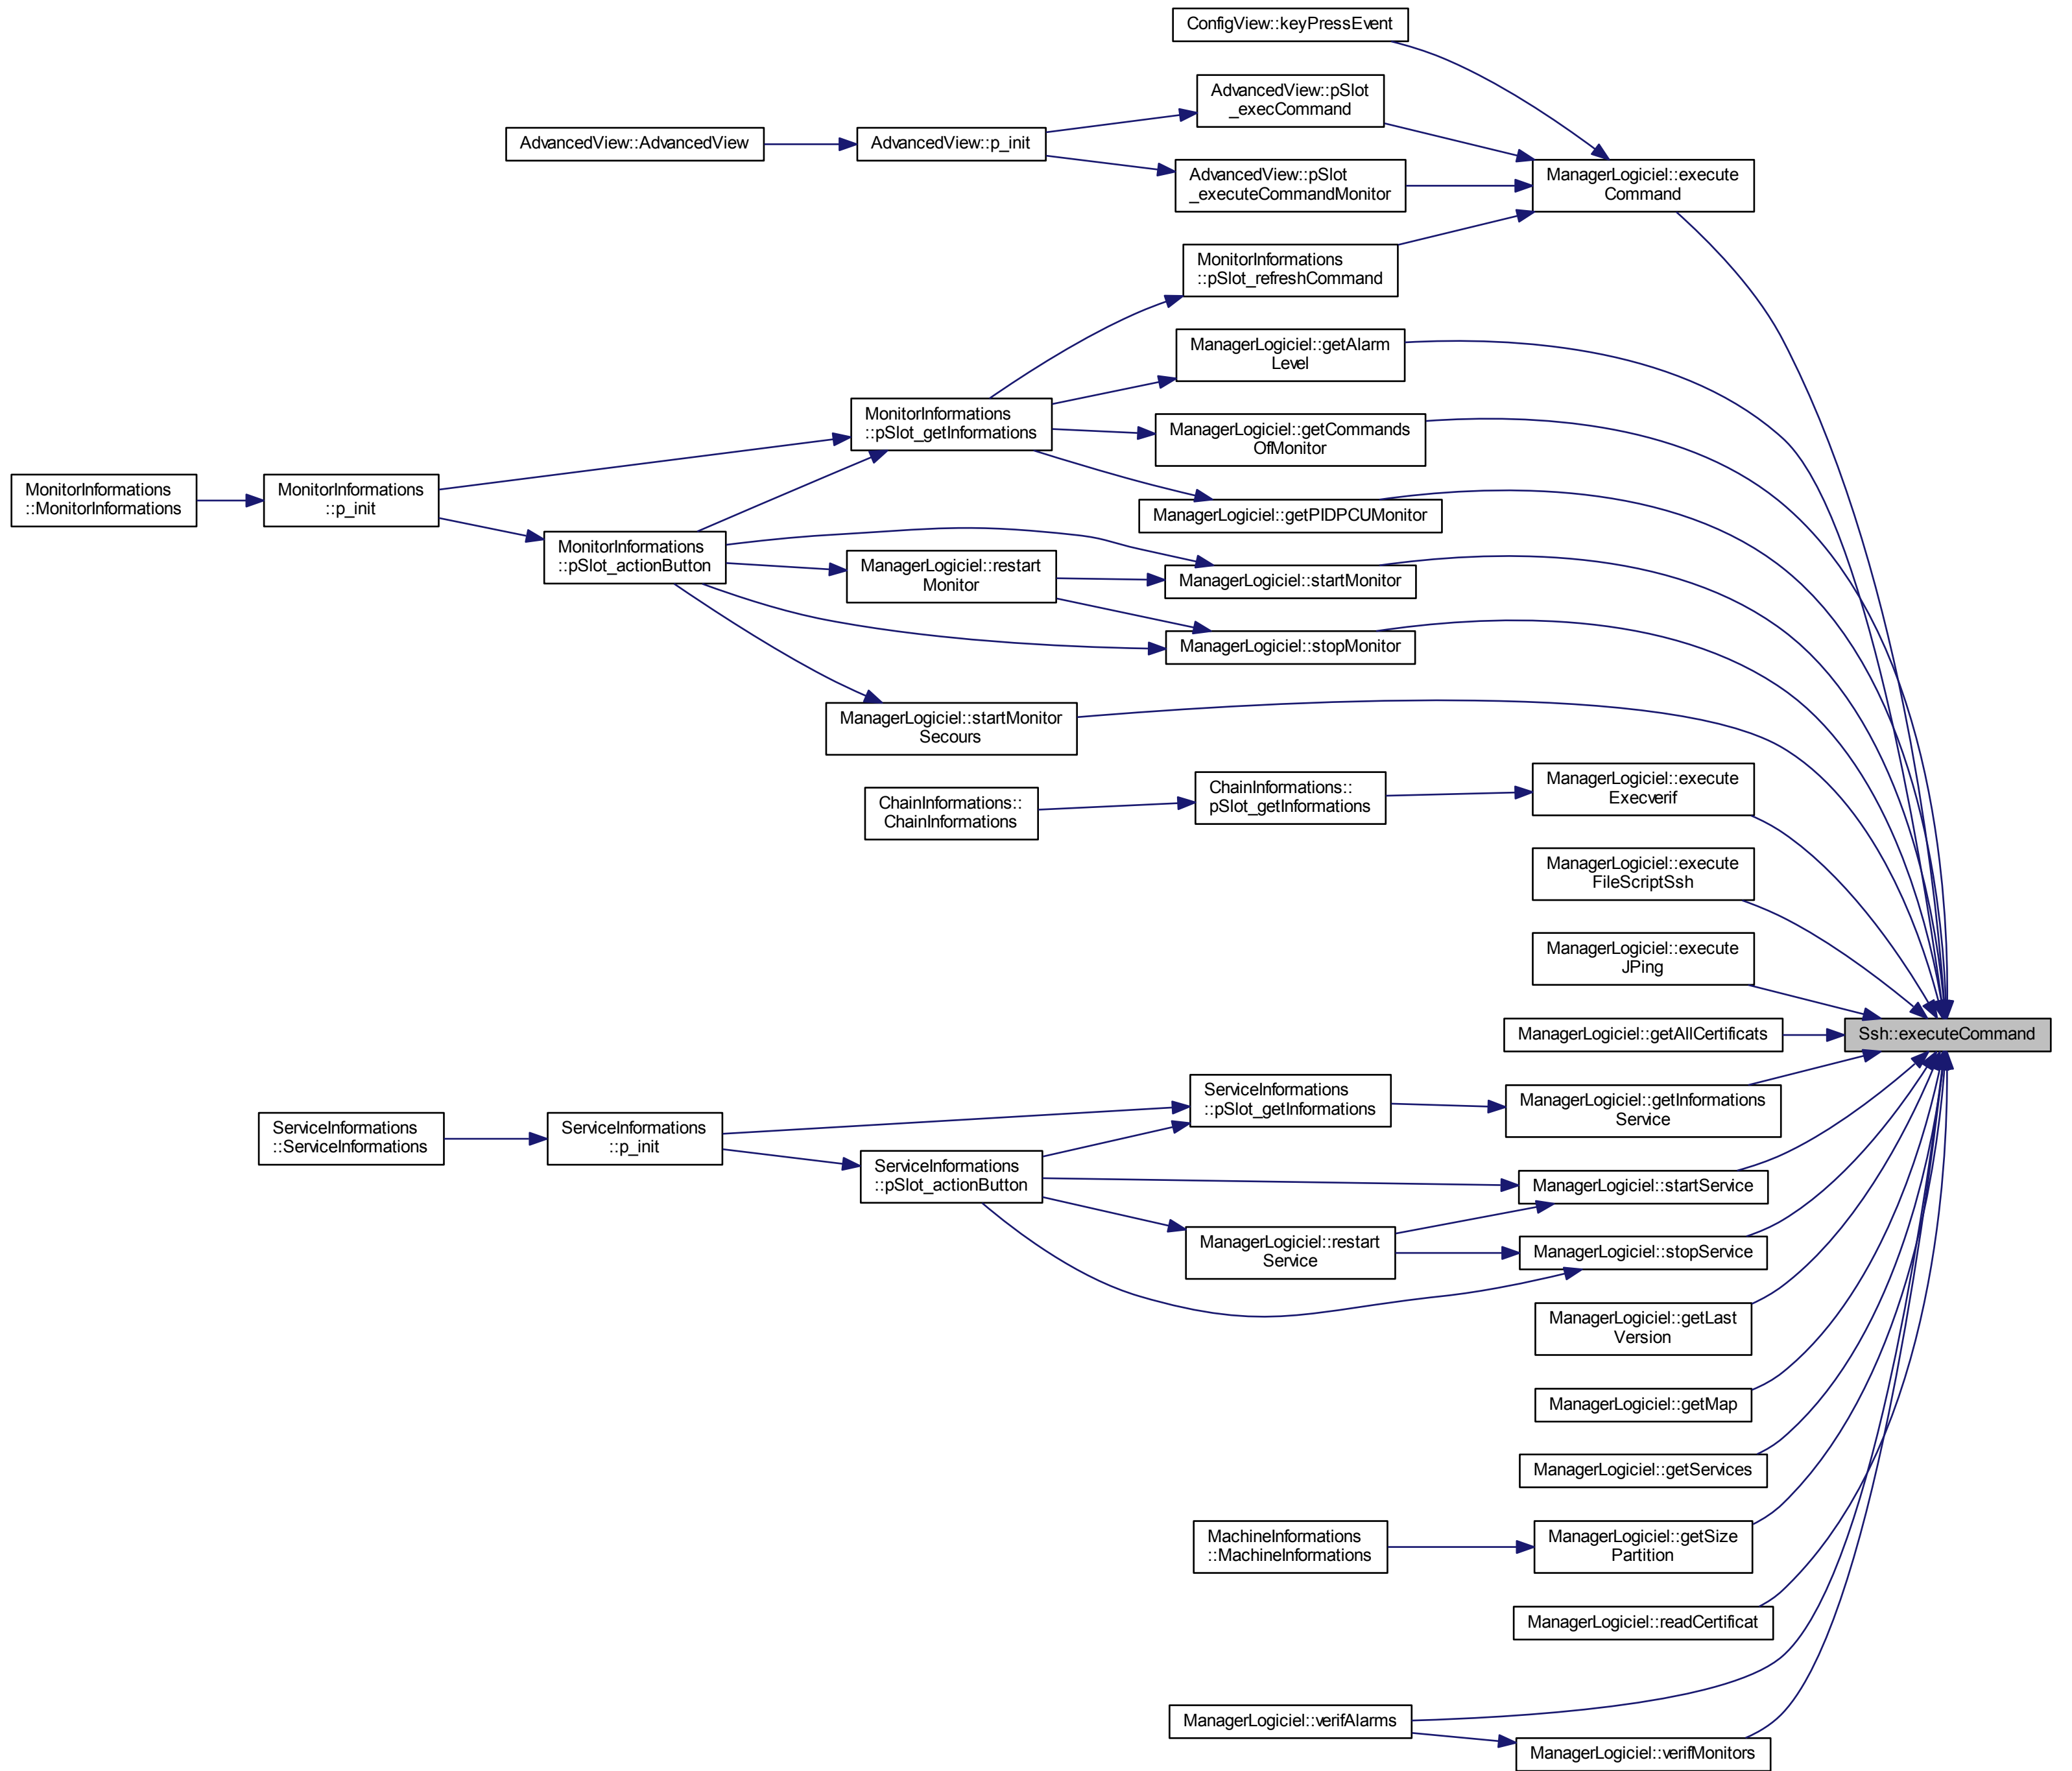 ConfigView::keyPressEvent
AdvancedView::pSlot
_execCommand
AdvancedView::AdvancedView
AdvancedView::p_init
AdvancedView::pSlot
_executeCommandMonitor
ManagerLogiciel::execute
Command
MonitorInformations
::pSlot_refreshCommand
ManagerLogiciel::getAlarm
Level
MonitorInformations
::pSlot_getInformations
ManagerLogiciel::getCommands
OfMonitor
MonitorInformations
::MonitorInformations
MonitorInformations
::p_init
ManagerLogiciel::getPIDPCUMonitor
MonitorInformations
::pSlot_actionButton
ManagerLogiciel::restart
Monitor
ManagerLogiciel::startMonitor
ManagerLogiciel::stopMonitor
ManagerLogiciel::startMonitor
Secours
ChainInformations::
ChainInformations
ChainInformations::
pSlot_getInformations
ManagerLogiciel::execute
Execverif
ManagerLogiciel::execute
FileScriptSsh
ManagerLogiciel::execute
JPing
ManagerLogiciel::getAllCertificats
Ssh::executeCommand
ServiceInformations
::pSlot_getInformations
ManagerLogiciel::getInformations
Service
ServiceInformations
::ServiceInformations
ServiceInformations
::p_init
ServiceInformations
::pSlot_actionButton
ManagerLogiciel::startService
ManagerLogiciel::restart
Service
ManagerLogiciel::stopService
ManagerLogiciel::getLast
Version
ManagerLogiciel::getMap
ManagerLogiciel::getServices
MachineInformations
::MachineInformations
ManagerLogiciel::getSize
Partition
ManagerLogiciel::readCertificat
ManagerLogiciel::verifAlarms
ManagerLogiciel::verifMonitors